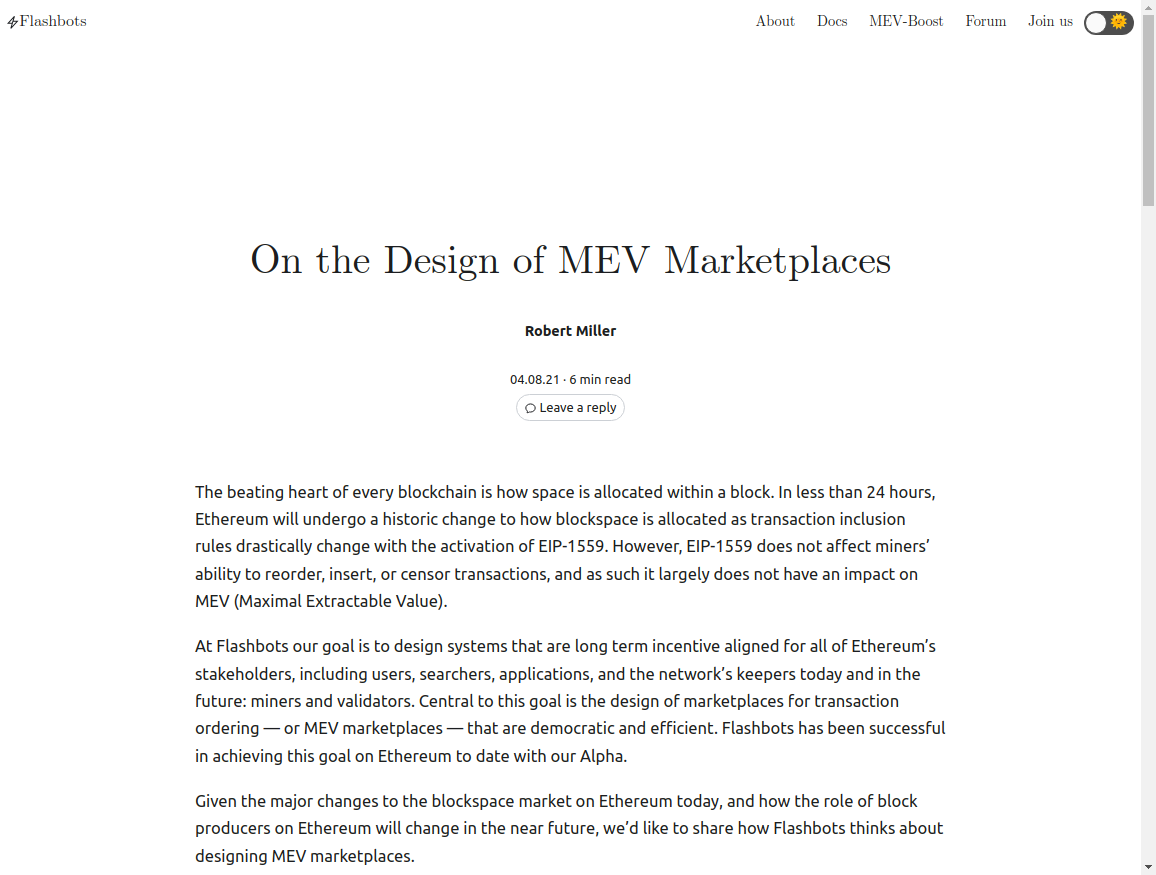 Flashbots
About Docs MEV-Boost Forum Join us
On the Design of MEV Marketplaces
Robert Miller
04.08.21 · 6 min read
Leave a reply
The beating heart of every blockchain is how space is allocated within a block. In less than 24 hours,
Ethereum will undergo a historic change to how blockspace is allocated as transaction inclusion
rules drastically change with the activation of EIP-1559. However, EIP-1559 does not affect miners’
ability to reorder, insert, or censor transactions, and as such it largely does not have an impact on
MEV (Maximal Extractable Value).
At Flashbots our goal is to design systems that are long term incentive aligned for all of Ethereum’s
stakeholders, including users, searchers, applications, and the network’s keepers today and in the
future: miners and validators. Central to this goal is the design of marketplaces for transaction
ordering — or MEV marketplaces — that are democratic and efficient. Flashbots has been successful
in achieving this goal on Ethereum to date with our Alpha.
Given the major changes to the blockspace market on Ethereum today, and how the role of block
producers on Ethereum will change in the near future, we’d like to share how Flashbots thinks about
designing MEV marketplaces.